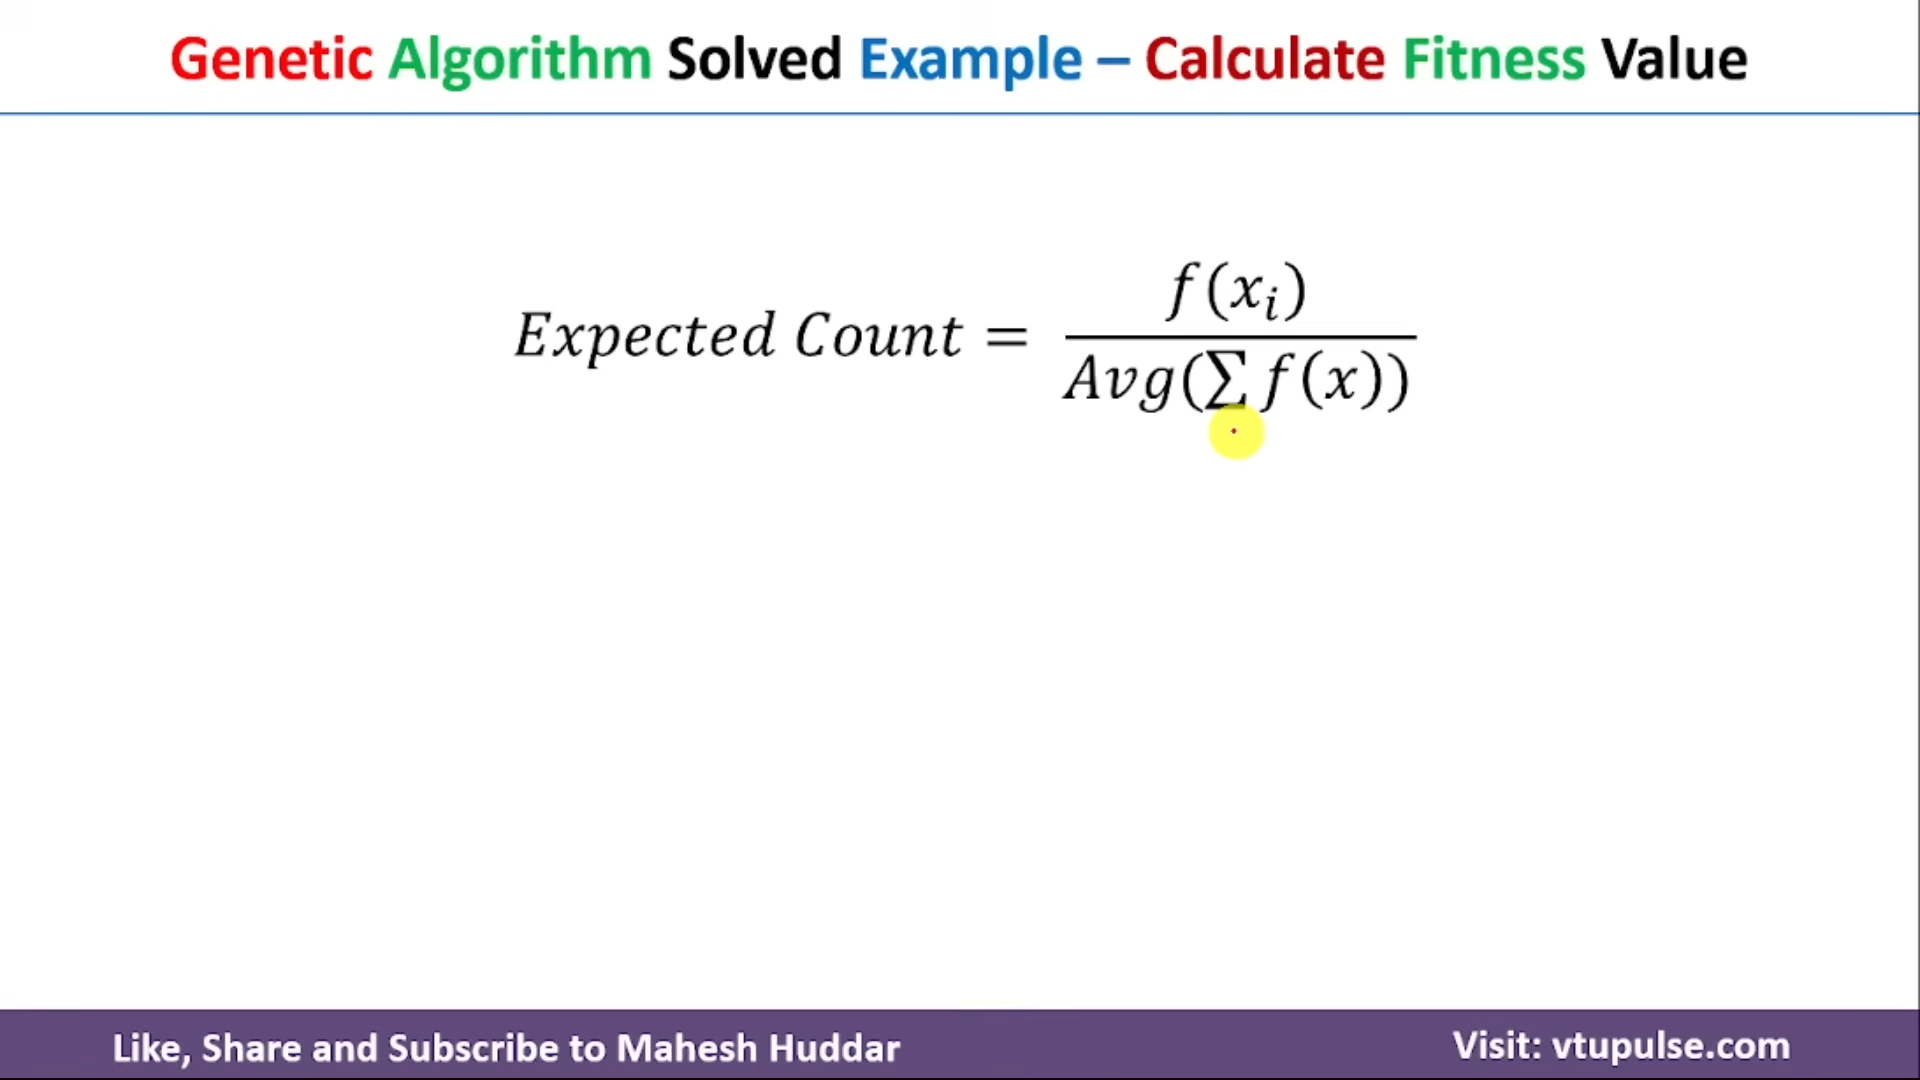 Genetic Algorithm Solved Example – Calculate Fitness Value
Expected Count = f(xᵢ) / Avg(∑ f(x))
Like, Share and Subscribe to Mahesh Huddar
Visit: vtupulse.com